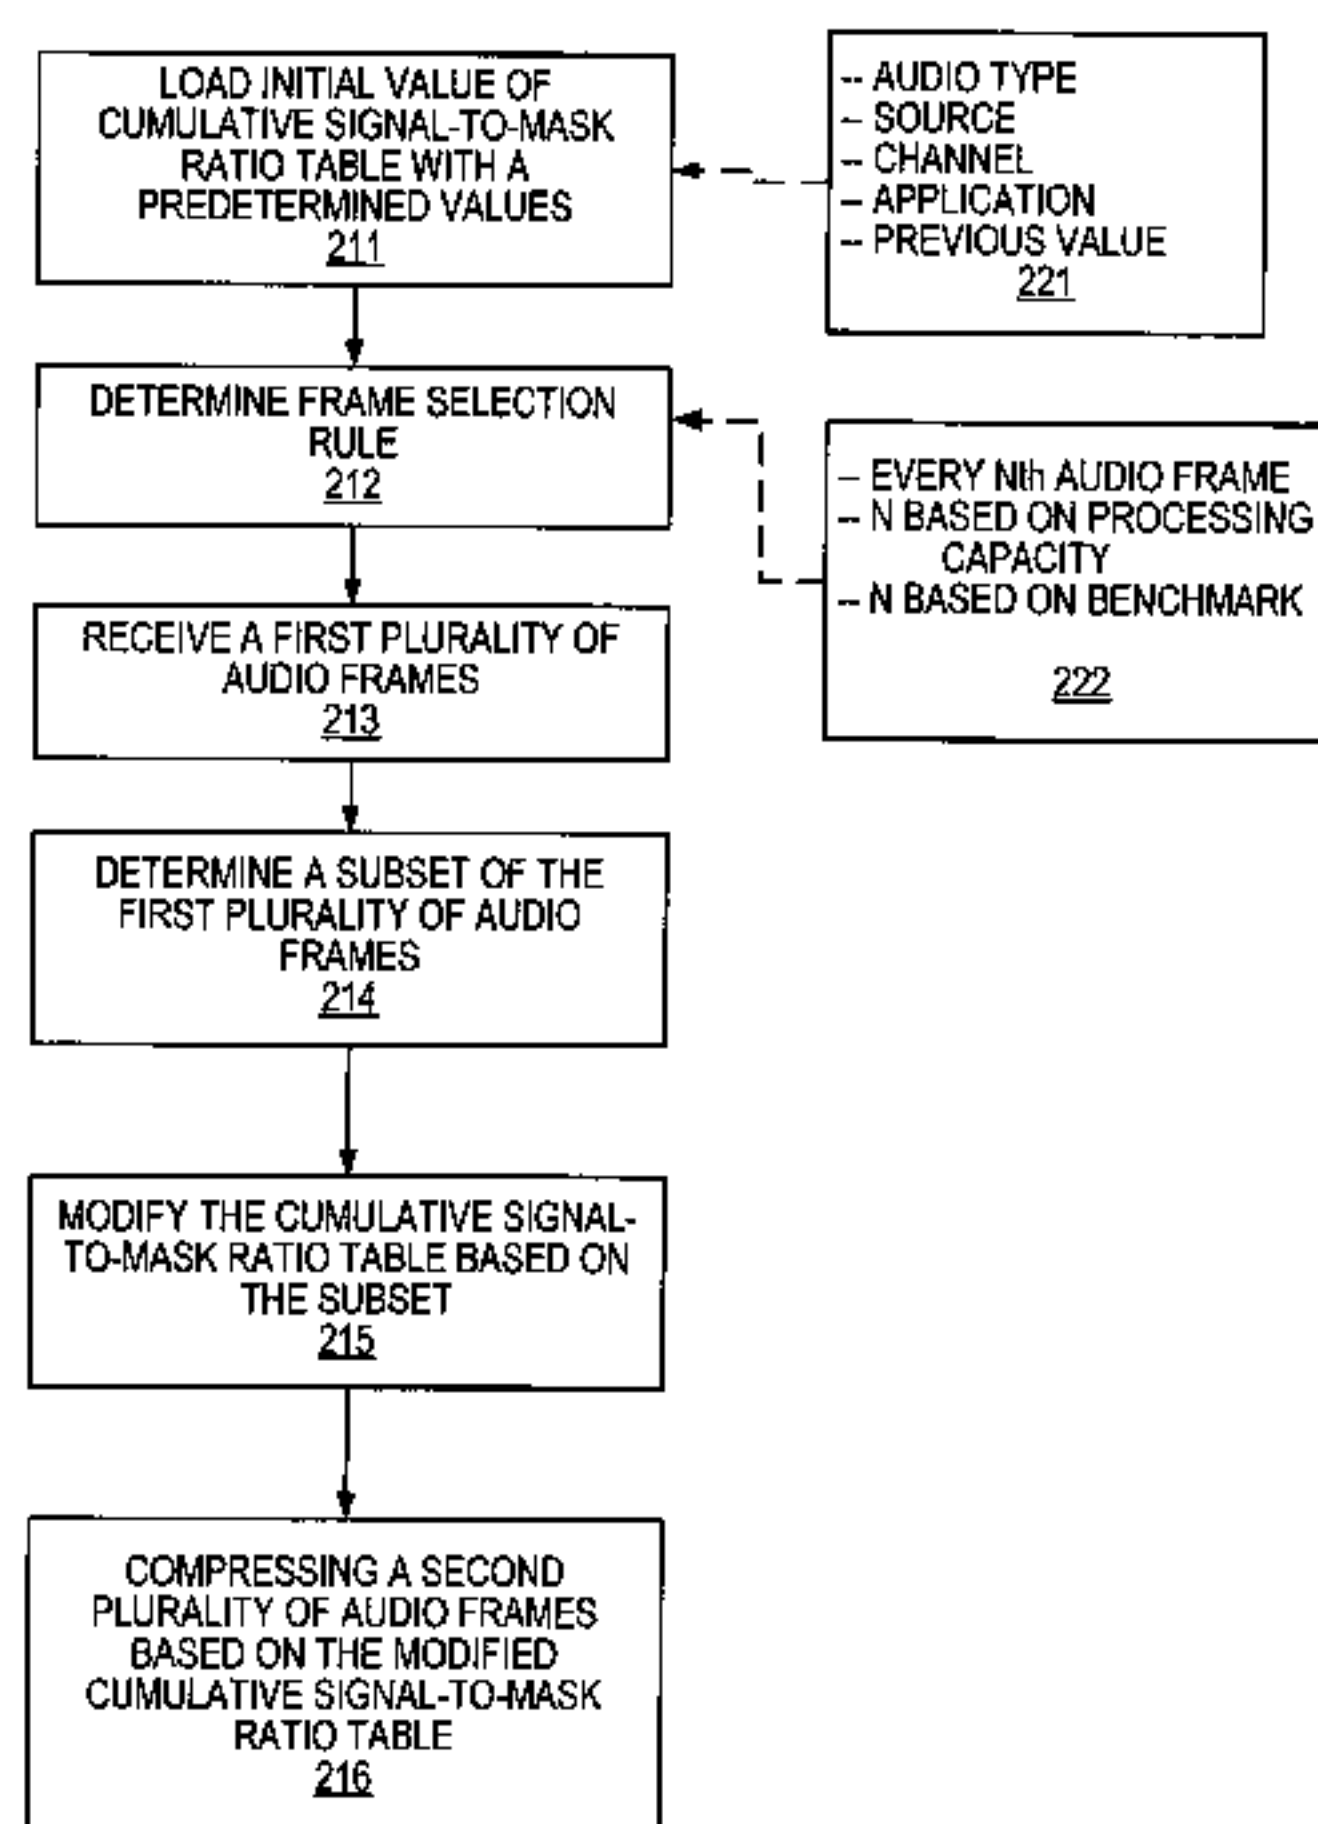 LOAD INITIAL VALUE OF
CUMULATIVE SIGNAL-TO-MASK
RATIO TABLE WITH A
PREDETERMINED VALUES
211
-- AUDIO TYPE
-- SOURCE
-- CHANNEL
-- APPLICATION
-- PREVIOUS VALUE
221
DETERMINE FRAME SELECTION
RULE
212
-- EVERY Nth AUDIO FRAME
-- N BASED ON PROCESSING
CAPACITY
-- N BASED ON BENCHMARK
222
RECEIVE A FIRST PLURALITY OF
AUDIO FRAMES
213
DETERMINE A SUBSET OF THE
FIRST PLURALITY OF AUDIO
FRAMES
214
MODIFY THE CUMULATIVE SIGNAL-
TO-MASK RATIO TABLE BASED ON
THE SUBSET
215
COMPRESSING A SECOND
PLURALITY OF AUDIO FRAMES
BASED ON THE MODIFIED
CUMULATIVE SIGNAL-TO-MASK
RATIO TABLE
216